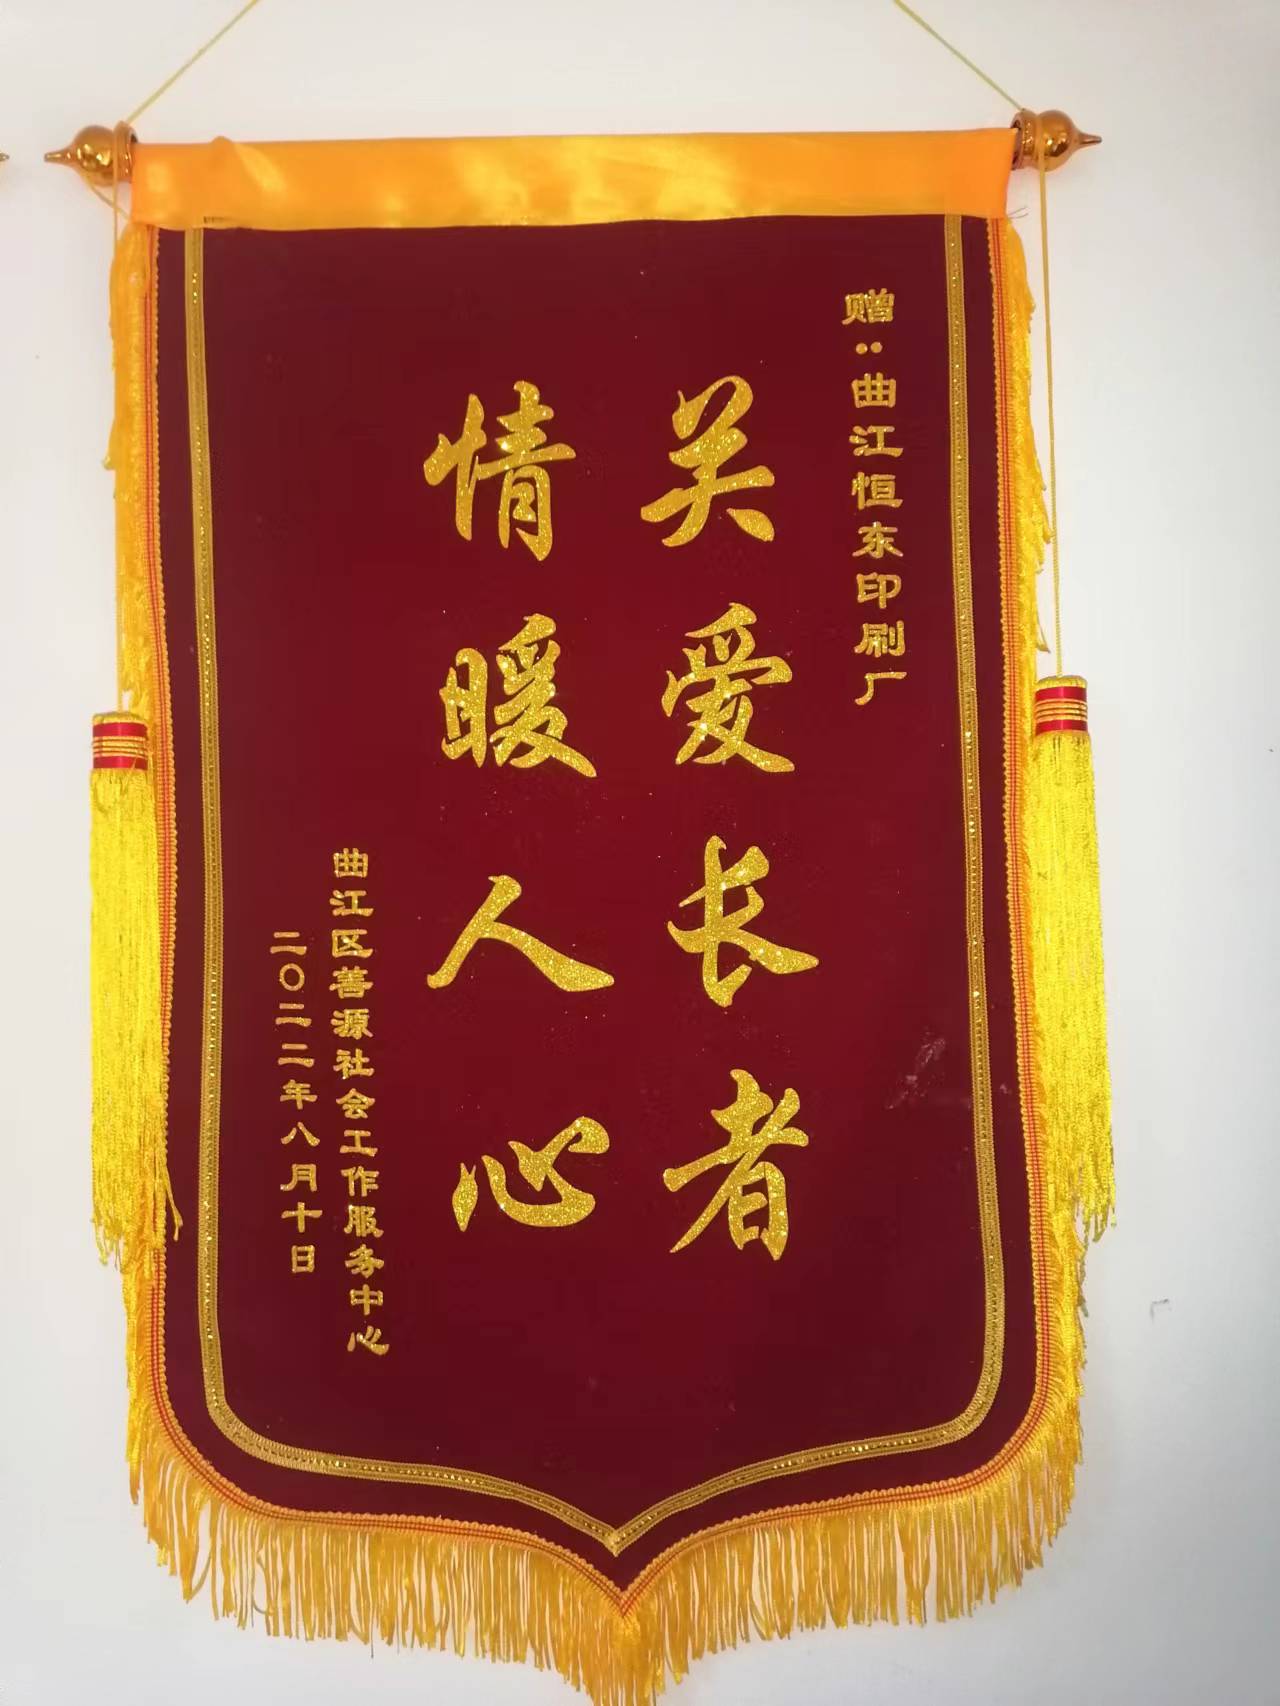 赠：曲江恒东印刷厂
关爱长者
情暖人心
曲江区善源社会工作服务中心
二〇二二年八月十日